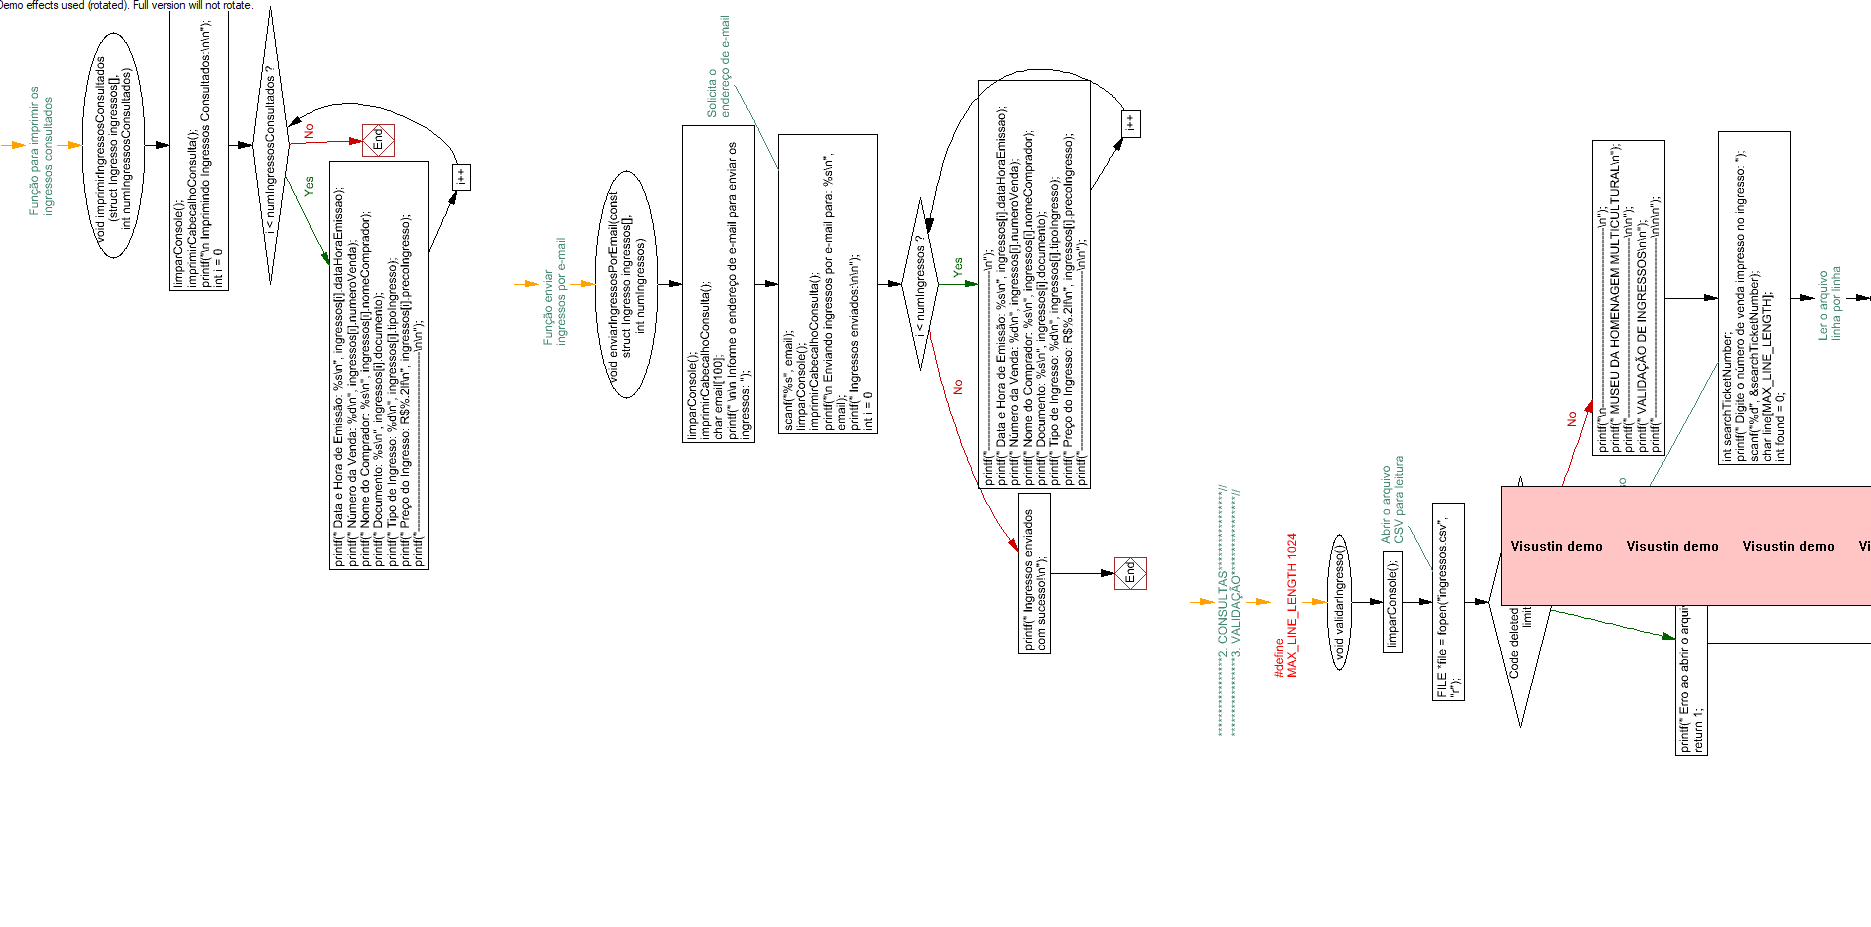 Demo effects used (rotated). Full version will not rotate.
Função para imprimir os
ingressos consultados
void imprimirIngressosConsultados
(struct Ingresso ingressos[],
int numIngressosConsultados)
limparConsole();
imprimirCabecalhoConsulta();
printf("\n Imprimindo Ingressos Consultados:\n\n");
int i = 0
i < numIngressosConsultados ?
No
End
Yes
printf(" Data e Hora de Emissão: %s\n", ingressos[i].dataHoraEmissao);
printf(" Número da Venda: %d\n", ingressos[i].numeroVenda);
printf(" Nome do Comprador: %s\n", ingressos[i].nomeComprador);
printf(" Documento: %s\n", ingressos[i].documento);
printf(" Tipo de Ingresso: %d\n", ingressos[i].tipoIngresso);
printf(" Preço do Ingresso: R$%.2lf\n", ingressos[i].precoIngresso);
i++
Função enviar
ingressos por e-mail
void enviarIngressosPorEmail(const
struct Ingresso ingressos[],
int numIngressos)
limparConsole();
imprimirCabecalhoConsulta();
char email[100];
printf(" \n\n Informe o endereço de e-mail para enviar os
ingressos: ");
Solicita o
endereço de e-mail
scanf("%s", email);
limparConsole();
imprimirCabecalhoConsulta();
printf("\n Enviando ingressos por e-mail para: %s\n",
email);
printf(" Ingressos enviados:\n\n");
int i = 0
i < numIngressos ?
Yes
No
printf(" Data e Hora de Emissão: %s\n", ingressos[i].dataHoraEmissao);
printf(" Número da Venda: %d\n", ingressos[i].numeroVenda);
printf(" Nome do Comprador: %s\n", ingressos[i].nomeComprador);
printf(" Documento: %s\n", ingressos[i].documento);
printf(" Tipo de Ingresso: %d\n", ingressos[i].tipoIngresso);
printf(" Preço do Ingresso: R$%.2lf\n", ingressos[i].precoIngresso);
i++
printf(" Ingressos enviados
com sucesso!\n");
End
2. CONSULTAS
3. VALIDAÇÃO
#define
MAX_LINE_LENGTH 1024
void validarIngresso()
limparConsole();
Abrir o arquivo
CSV para leitura
FILE *file = fopen("ingressos.csv",
"r");
Code deleted
limit
No
printf(" Erro ao abrir o arqui
return 1;
printf(" MUSEU DA HOMENAGEM MULTICULTURAL\n");
printf(" VALIDAÇÃO DE INGRESSOS\n\n");
int searchTicketNumber;
printf(" Digite o número de venda impresso no ingresso: ");
scanf("%d", &searchTicketNumber);
char line[MAX_LINE_LENGTH];
int found = 0;
Ler o arquivo
linha por linha
Visustin demo Visustin demo Visustin demo Vi